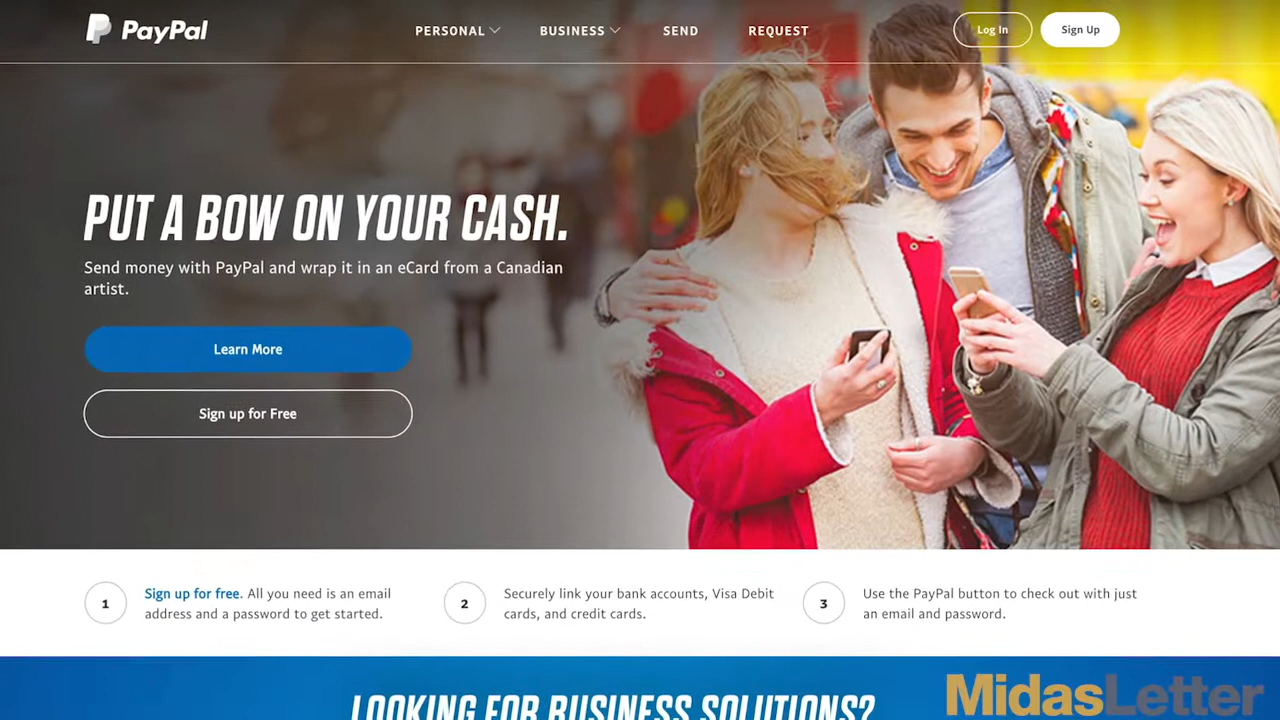 PayPal
PERSONAL
BUSINESS
SEND
REQUEST
Log In
Sign Up
PUT A BOW ON YOUR CASH.
Send money with PayPal and wrap it in an eCard from a Canadian
artist.
Learn More
Sign up for Free
1
Sign up for free. All you need is an email
address and a password to get started.
2
Securely link your bank accounts, Visa Debit
cards, and credit cards.
3
Use the PayPal button to check out with just
an email and password.
LOOKING FOR BUSINESS SOLUTIONS?
MidasLetter